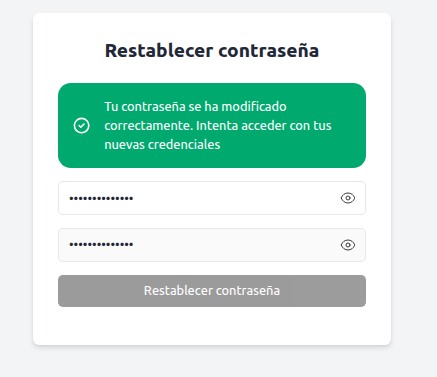 Restablecer contraseña
Tu contraseña se ha modificado
correctamente. Intenta acceder con tus
nuevas credenciales
••••••••••••••
••••••••••••••
Restablecer contraseña